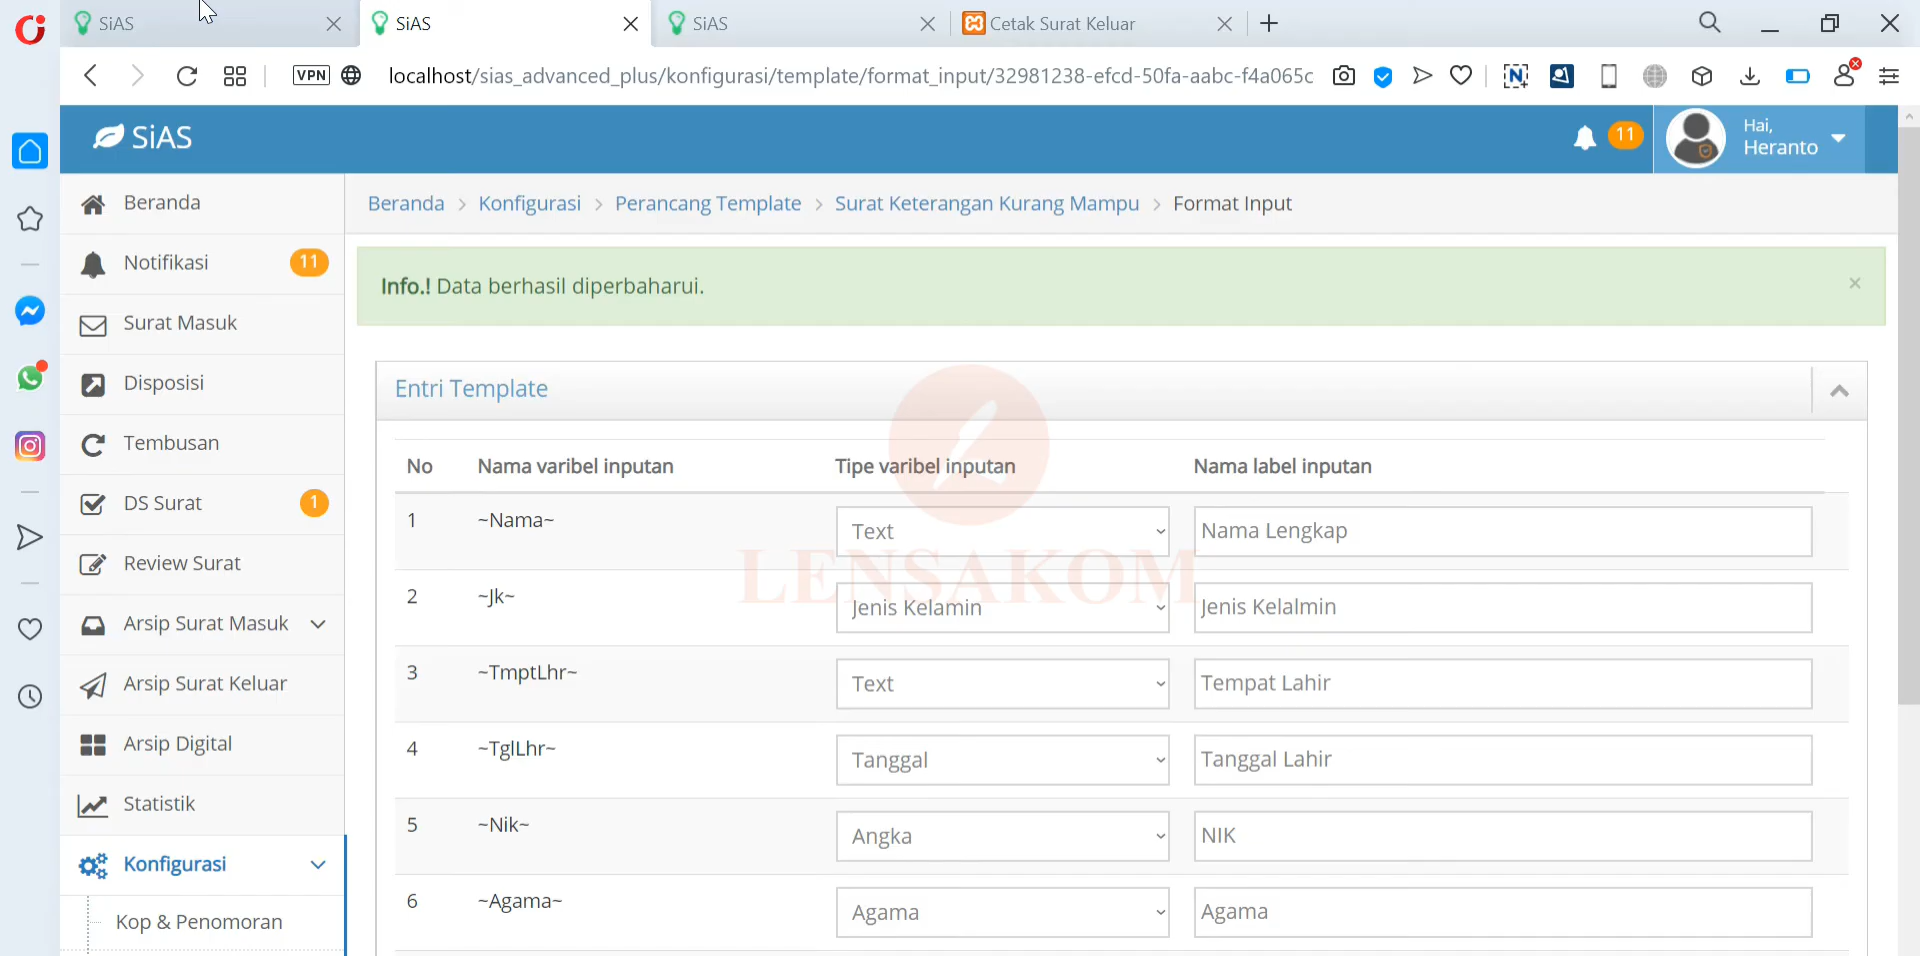 SiAS
SiAS
SiAS
Cetak Surat Keluar
VPN
localhost/sias_advanced_plus/konfigurasi/template/format_input/32981238-efcd-50fa-aabc-f4a065c
SiAS
11
Hai,
Heranto
Beranda
Notifikasi
11
Surat Masuk
Disposisi
Tembusan
DS Surat
1
Review Surat
Arsip Surat Masuk
Arsip Surat Keluar
Arsip Digital
Statistik
Konfigurasi
Kop & Penomoran
Beranda > Konfigurasi > Perancang Template > Surat Keterangan Kurang Mampu > Format Input
Info.! Data berhasil diperbaharui.
×
Entri Template
No Nama varibel inputan Tipe varibel inputan Nama label inputan
1 ~Nama~ Text Nama Lengkap
2 ~Jk~ Jenis Kelamin Jenis Kelalmin
3 ~TmptLhr~ Text Tempat Lahir
4 ~TglLhr~ Tanggal Tanggal Lahir
5 ~Nik~ Angka NIK
6 ~Agama~ Agama Agama
LENSAKOM